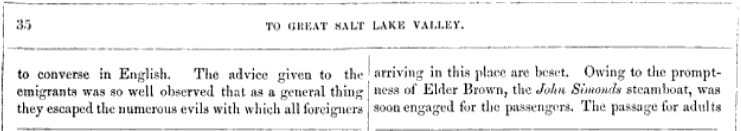 35
TO GREAT SALT LAKE VALLEY.
to converse in English. The advice given to the
emigrants was so well observed that as a general thing
they escaped the numerous evils with which all foreigners
arriving in this place are beset. Owing to the prompt-
ness of Elder Brown, the John Simonds steamboat, was
soon engaged for the passengers. The passage for adults